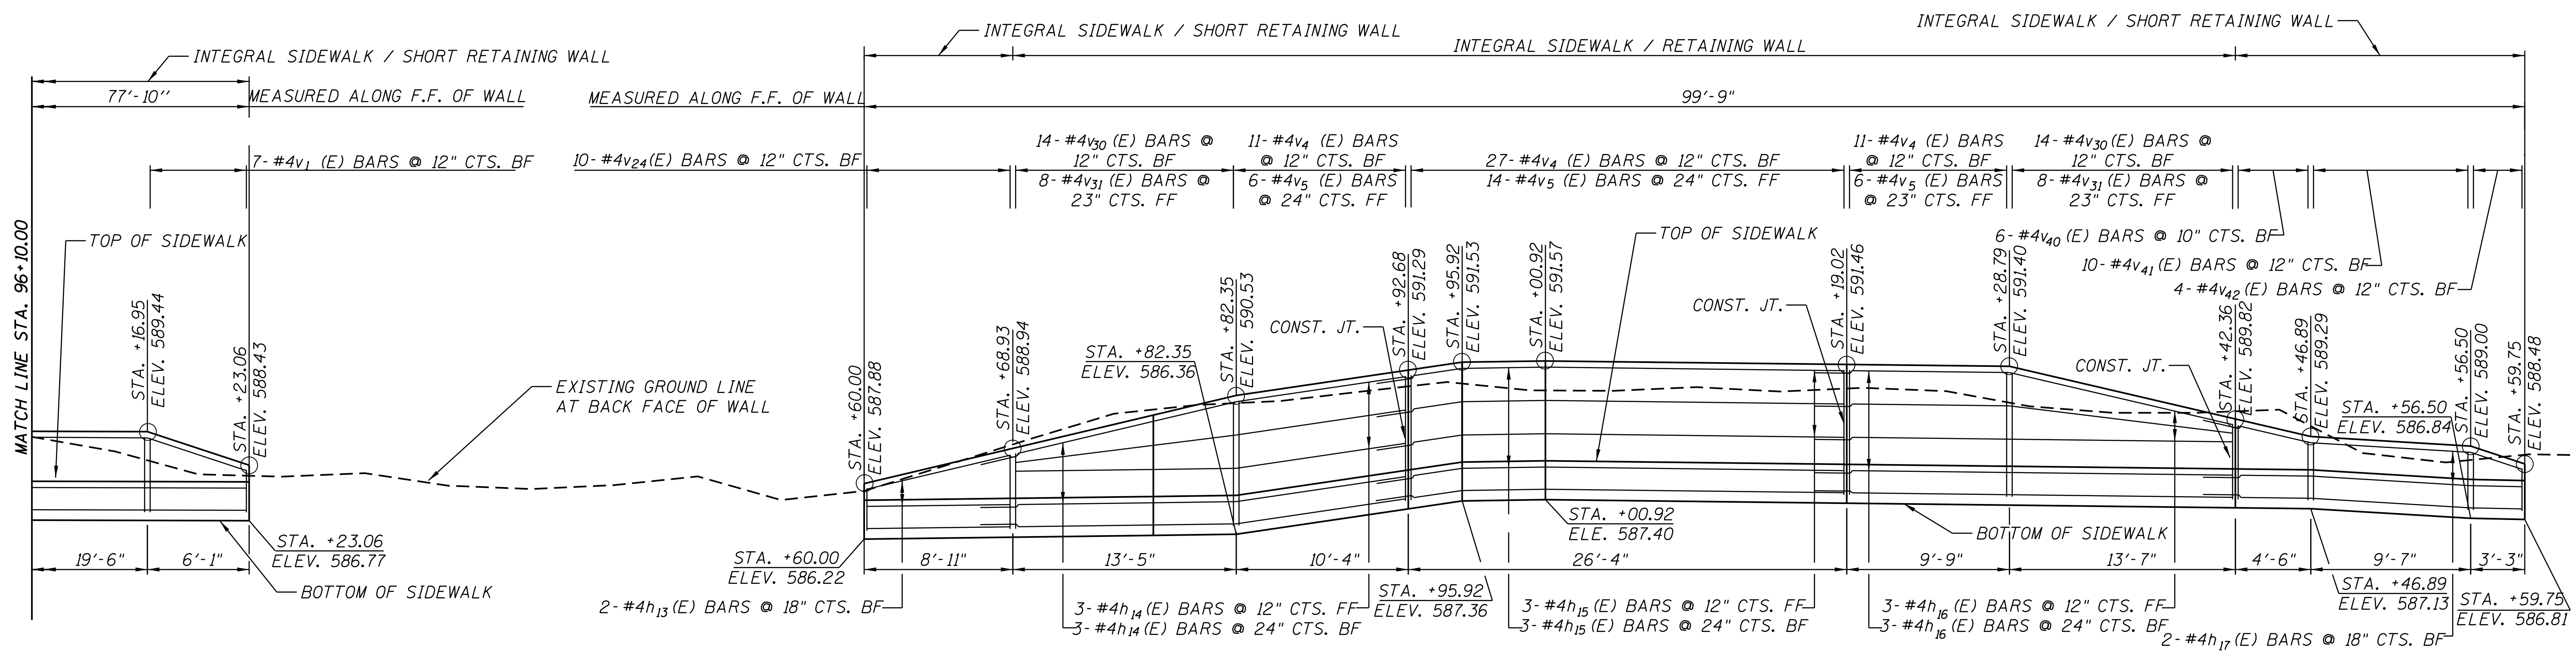 INTEGRAL SIDEWALK / SHORT RETAINING WALL
INTEGRAL SIDEWALK / SHORT RETAINING WALL
INTEGRAL SIDEWALK / RETAINING WALL
INTEGRAL SIDEWALK / SHORT RETAINING WALL
77'-10''
MEASURED ALONG F.F. OF WALL
MEASURED ALONG F.F. OF WALL
99'-9"
7-#4v1 (E) BARS @ 12" CTS. BF
10-#4v24(E) BARS @ 12" CTS. BF
14-#4v30(E) BARS @
12" CTS. BF
8-#4v31(E) BARS @
23" CTS. FF
11-#4v4 (E) BARS
@ 12" CTS. BF
6-#4v5 (E) BARS
@ 24" CTS. FF
27-#4v4 (E) BARS @ 12" CTS. BF
14-#4v5 (E) BARS @ 24" CTS. FF
11-#4v4 (E) BARS
@ 12" CTS. BF
6-#4v5 (E) BARS
@ 23" CTS. FF
14-#4v30(E) BARS @
12" CTS. BF
8-#4v31(E) BARS @
23" CTS. FF
6-#4v40(E) BARS @ 10" CTS. BF
10-#4v41(E) BARS @ 12" CTS. BF
4-#4v42(E) BARS @ 12" CTS. BF
MATCH LINE STA. 96+10.00
TOP OF SIDEWALK
STA. +16.95
ELEV. 589.44
STA. +23.06
ELEV. 588.43
EXISTING GROUND LINE
AT BACK FACE OF WALL
STA. +60.00
ELEV. 587.88
STA. +68.93
ELEV. 588.94
STA. +82.35
ELEV. 586.36
STA. +82.35
ELEV. 590.53
CONST. JT.
STA. +92.68
ELEV. 591.29
STA. +95.92
ELEV. 591.53
STA. +00.92
ELEV. 591.57
TOP OF SIDEWALK
CONST. JT.
STA. +19.02
ELEV. 591.46
STA. +28.79
ELEV. 591.40
CONST. JT.
STA. +42.36
ELEV. 589.82
STA. +46.89
ELEV. 589.29
STA. +56.50
ELEV. 586.84
STA. +56.50
ELEV. 589.00
STA. +59.75
ELEV. 588.48
STA. +23.06
ELEV. 586.77
BOTTOM OF SIDEWALK
STA. +60.00
ELEV. 586.22
STA. +00.92
ELE. 587.40
BOTTOM OF SIDEWALK
19'-6"
6'-1"
8'-11"
13'-5"
10'-4"
26'-4"
9'-9"
13'-7"
4'-6"
9'-7"
3'-3"
STA. +95.92
ELEV. 587.36
STA. +46.89
ELEV. 587.13
STA. +59.75
ELEV. 586.81
2-#4h13(E) BARS @ 18" CTS. BF
3-#4h14(E) BARS @ 12" CTS. FF
3-#4h14(E) BARS @ 24" CTS. BF
3-#4h15(E) BARS @ 12" CTS. FF
3-#4h15(E) BARS @ 24" CTS. BF
3-#4h16(E) BARS @ 12" CTS. FF
3-#4h16(E) BARS @ 24" CTS. BF
2-#4h17(E) BARS @ 18" CTS. BF